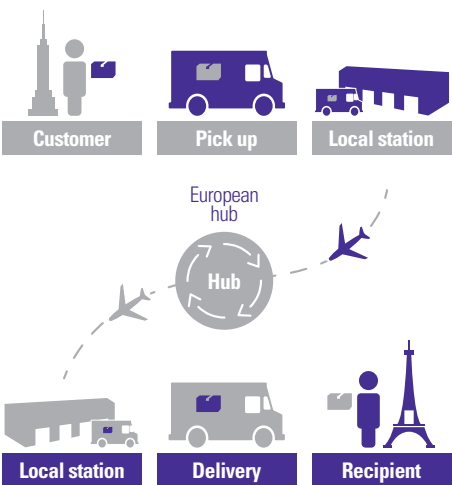 Customer
Pick up
Local station
European
hub
Hub
Local station
Delivery
Recipient